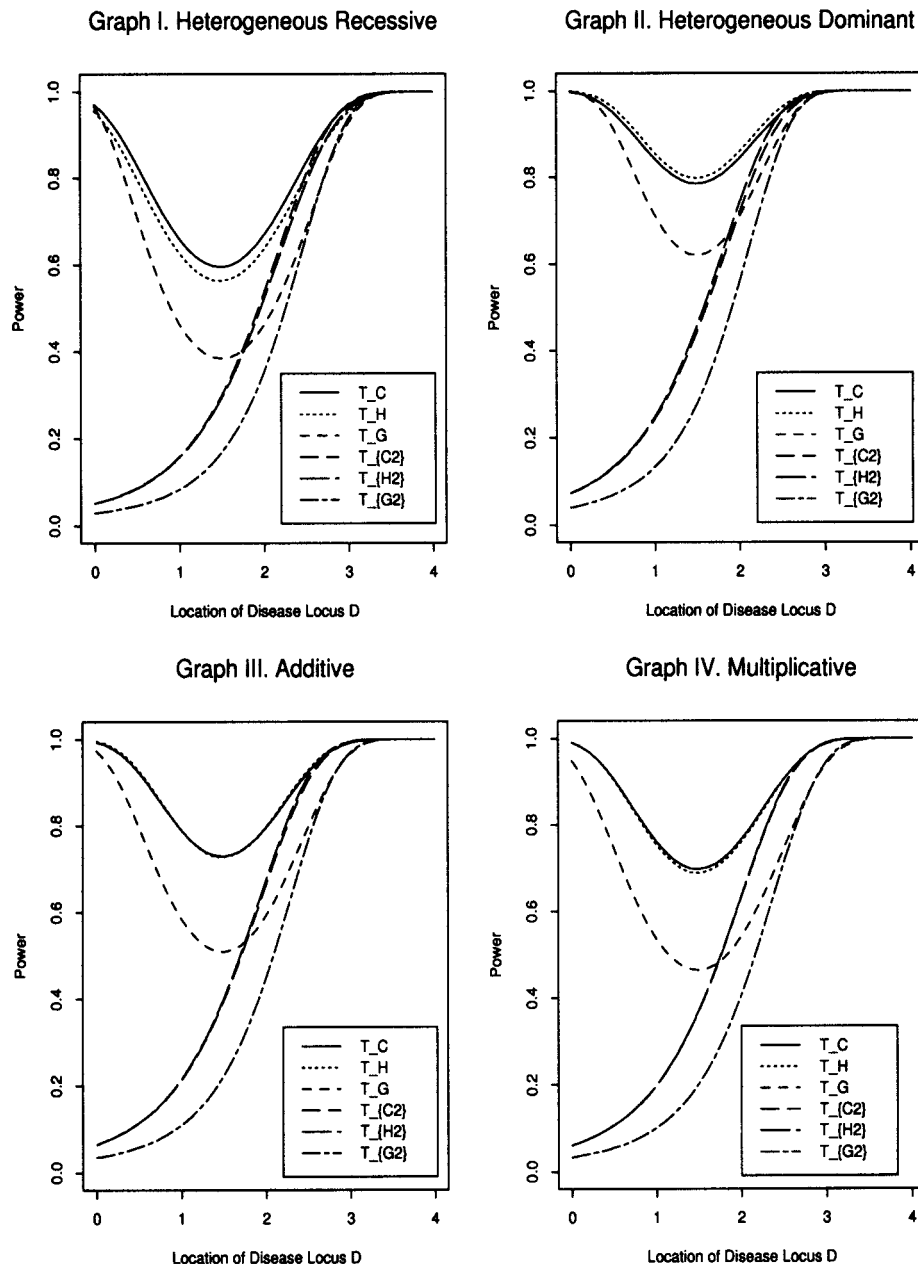 Graph I. Heterogeneous Recessive
Power
1.0
0.8
0.6
0.4
0.2
0.0
T_C
T_H
T_G
T_{C2}
T_{H2}
T_{G2}
0 1 2 3 4
Location of Disease Locus D
Graph II. Heterogeneous Dominant
Power
1.0
0.8
0.6
0.4
0.2
0.0
T_C
T_H
T_G
T_{C2}
T_{H2}
T_{G2}
0 1 2 3 4
Location of Disease Locus D
Graph III. Additive
Power
1.0
0.8
0.6
0.4
0.2
0.0
T_C
T_H
T_G
T_{C2}
T_{H2}
T_{G2}
0 1 2 3 4
Location of Disease Locus D
Graph IV. Multiplicative
Power
1.0
0.8
0.6
0.4
0.2
0.0
T_C
T_H
T_G
T_{C2}
T_{H2}
T_{G2}
0 1 2 3 4
Location of Disease Locus D